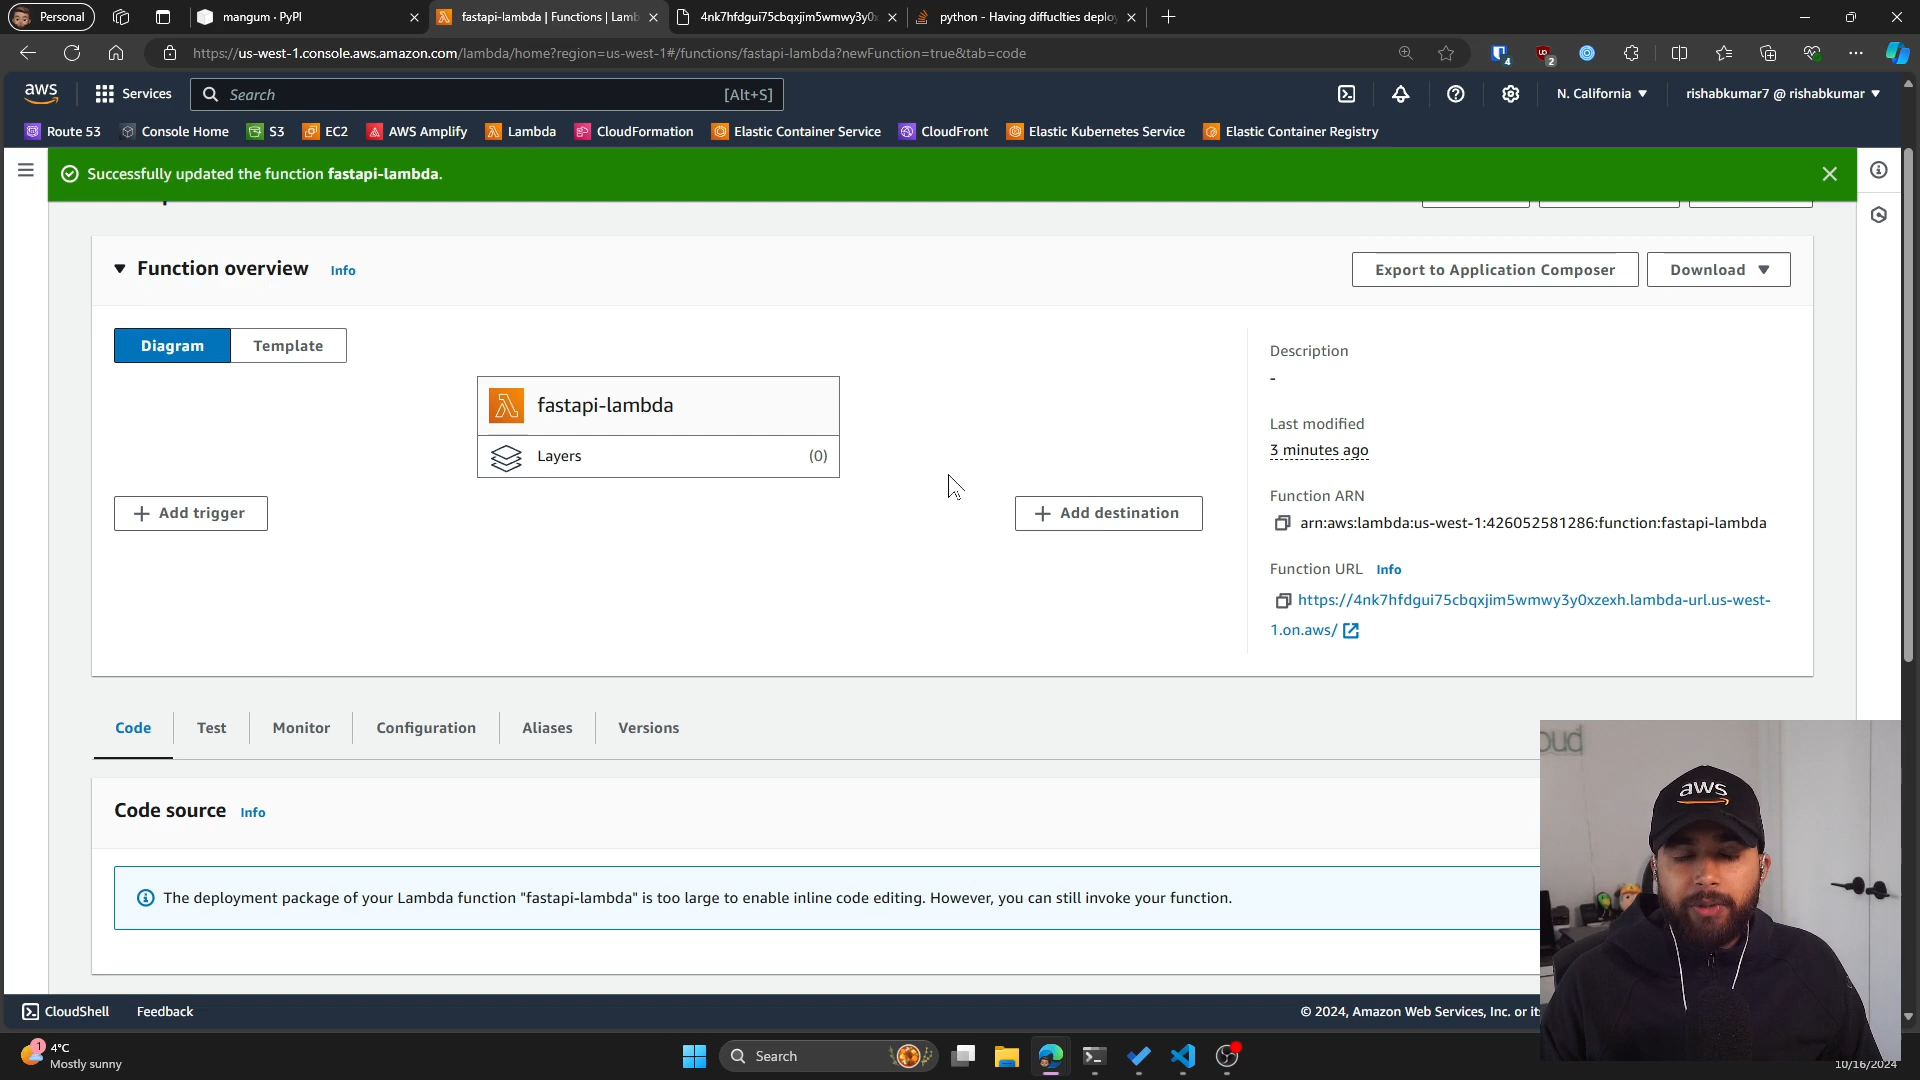 Personal
mangum · PyPI
fastapi-lambda | Functions | Lamb
4nk7hfdgui75cbqxjim5wmwy3y0x
python - Having diffuclties deploy
https://us-west-1.console.aws.amazon.com/lambda/home?region=us-west-1#/functions/fastapi-lambda?newFunction=true&tab=code
4
2
aws
Services
Search
[Alt+S]
N. California
rishabkumar7 @ rishabkumar
Route 53
Console Home
S3
EC2
AWS Amplify
Lambda
CloudFormation
Elastic Container Service
CloudFront
Elastic Kubernetes Service
Elastic Container Registry
Successfully updated the function fastapi-lambda.
Function overview
Info
Export to Application Composer
Download
Diagram
Template
fastapi-lambda
Layers
(0)
Add trigger
Add destination
Description
-
Last modified
3 minutes ago
Function ARN
arn:aws:lambda:us-west-1:426052581286:function:fastapi-lambda
Function URL Info
https://4nk7hfdgui75cbqxjim5wmwy3y0xzexh.lambda-url.us-west-
1.on.aws/
Code
Test
Monitor
Configuration
Aliases
Versions
Code source Info
The deployment package of your Lambda function "fastapi-lambda" is too large to enable inline code editing. However, you can still invoke your function.
oud
aws
CloudShell
Feedback
© 2024, Amazon Web Services, Inc. or its
1
4°C
Mostly sunny
Search
10/16/2024